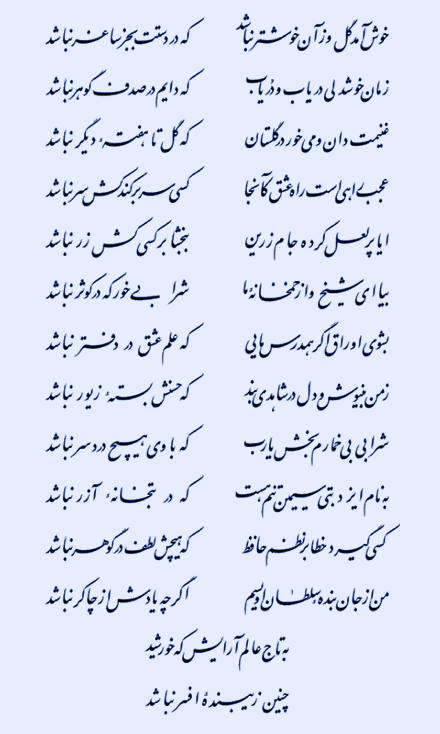 خوش آمد گل وزآن خوشتر نباشد که در دستت بجز ساغر نباشد
زمان خوشدلی دریاب و دُر یاب که دایم در صدف گوهر نباشد
غنیمت دان و می خور در گلستان که گل تا هفتهٔ دیگر نباشد
عجب راهی است راه عشق کآنجا کسی سر برکند کش سر نباشد
ایا پر لعل کرده جام زرین ببخشا بر کسی کش زر نباشد
بیا ای شیخ و از خمخانهٔ ما شرابی خور که در کوثر نباشد
بشوی اوراق اگر همدرس مایی که علم عشق در دفتر نباشد
ز من بنیوش و دل در شاهدی بند که حسنش بستهٔ زیور نباشد
شرابی بی خمارم بخش یارب که با وی هیچ درد سر نباشد
به نام ایزد بتی سیمین تنم هست که در بتخانهٔ آزر نباشد
کسی گیرد خطا بر نظم حافظ که هیچش لطف در گوهر نباشد
من از جان بنده سلطان اویسم اگر چه یادش از چاکر نباشد
به تاج عالم آرایش که خورشید
چنین زیبندهٔ افسر نباشد